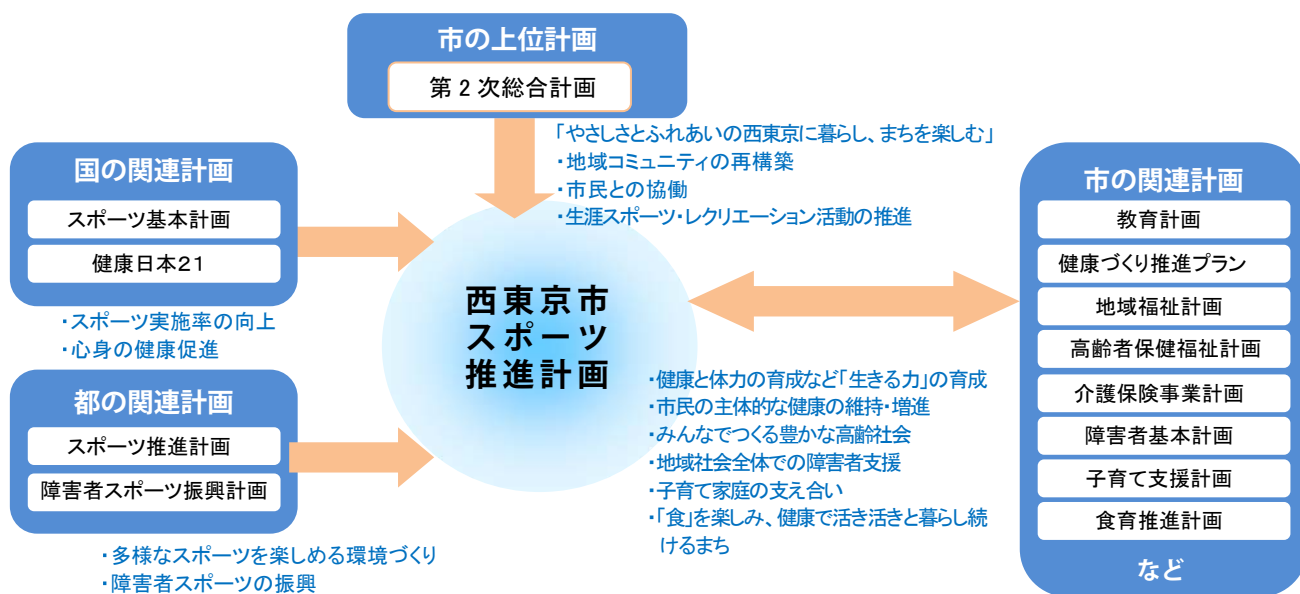 市の上位計画
第２次総合計画
「やさしさとふれあいの西東京に暮らし、まちを楽しむ」
・地域コミュニティの再構築
・市民との協働
・生涯スポーツ・レクリエーション活動の推進
国の関連計画
スポーツ基本計画
健康日本２１
・スポーツ実施率の向上
・心身の健康促進
都の関連計画
スポーツ推進計画
障害者スポーツ振興計画
・多様なスポーツを楽しめる環境づくり
・障害者スポーツの振興
西東京市
スポーツ
推進計画
・健康と体力の育成など「生きる力」の育成
・市民の主体的な健康の維持・増進
・みんなでつくる豊かな高齢社会
・地域社会全体での障害者支援
・子育て家庭の支え合い
・「食」を楽しみ、健康で活き活きと暮らし続
けるまち
市の関連計画
教育計画
健康づくり推進プラン
地域福祉計画
高齢者保健福祉計画
介護保険事業計画
障害者基本計画
子育て支援計画
食育推進計画
など